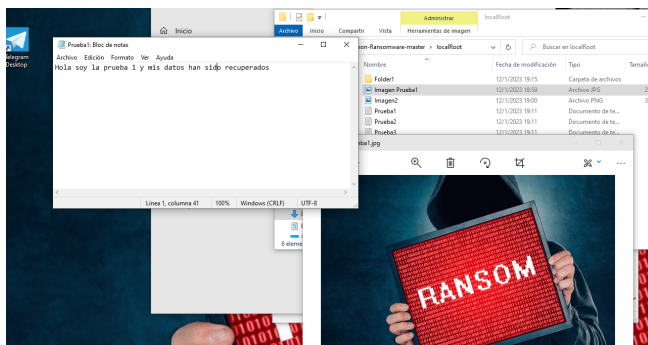 Telegram
Desktop
Inicio
Administrar
localRoot
Archivo Inicio Compartir Vista Herramientas de imagen
Prueba1: Bloc de notas
Archivo Edición Formato Ver Ayuda
Hola soy la prueba 1 y mis datos han sido recuperados
Línea 1, columna 41 100% Windows (CRLF) UTF-8
on-Ransomware-master › localRoot
Buscar en localRoot
Nombre Fecha de modificación Tipo Tamaño
Folder1 12/1/2023 19:15 Carpeta de archivos
Imagen Prueba1 12/1/2023 18:59 Archivo JPG
Imagen2 12/1/2023 19:00 Archivo PNG
Prueba1 12/1/2023 19:11 Documento de te...
Prueba2 12/1/2023 19:11 Documento de te...
Prueba3 12/1/2023 19:11 Documento de te...
6 eleme
eba1.jpg
RANSOM